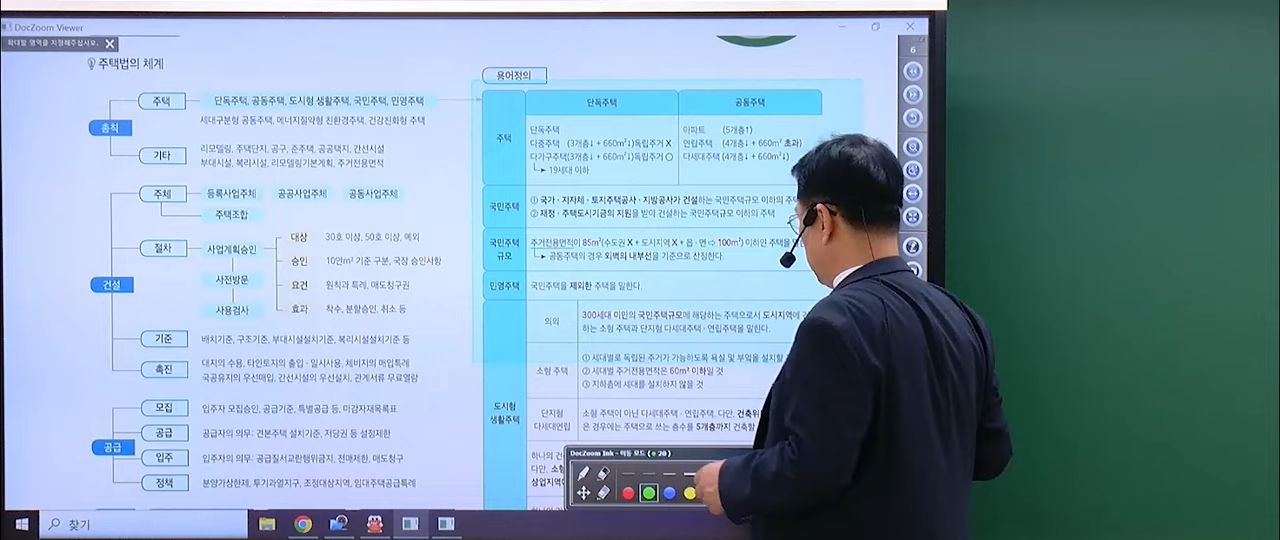 DocZoom Viewer
확대할 영역을 지정해주십시오.
주택법의 체계
총칙
주택
단독주택, 공동주택, 도시형 생활주택, 국민주택, 민영주택
세대구분형 공동주택, 에너지절약형 친환경주택, 건강친화형 주택
기타
리모델링, 주택단지, 공구, 준주택, 공공택지, 간선시설
부대시설, 복리시설, 리모델링기본계획, 주거전용면적
건설
주체
등록사업주체 공공사업주체 공동사업주체
주택조합
절차
사업계획승인
사전방문
사용검사
대상 30호 이상, 50호 이상, 예외
승인 10만m² 기준 구분, 국장 승인사항
요건 원칙과 특례, 매도청구권
효과 착수, 분할승인, 취소 등
기준
배치기준, 구조기준, 부대시설설치기준, 복리시설설치기준 등
촉진
대지의 수용, 타인토지의 출입·일시사용, 체비지의 매입특례
국공유지의 우선매입, 간선시설의 우선설치, 관계서류 무료열람
공급
모집
입주자 모집승인, 공급기준, 특별공급 등, 마감자재목록표
공급
공급자의 의무: 견본주택 설치기준, 저당권 등 설정제한
입주
입주자의 의무: 공급질서교란행위금지, 전매제한, 매도청구
정책
분양가상한제, 투기과열지구, 조정대상지역, 임대주택공급특례
용어정의
단독주택 공동주택
주택
단독주택
다중주택 (3개층↓ + 660m²↓)독립주거 X
다가구주택(3개층↓ + 660m²↓)독립주거 ○
19세대 이하
아파트 (5개층↑)
연립주택 (4개층↓ + 660m² 초과)
다세대주택 (4개층↓ + 660m²↓)
국민주택
① 국가·지자체·토지주택공사·지방공사가 건설하는 국민주택규모 이하의 주택
② 재정·주택도시기금의 지원을 받아 건설하는 국민주택규모 이하의 주택
국민주택
규모
주거전용면적이 85m²(수도권 X + 도시지역 X + 읍·면 ⇨ 100m²) 이하인 주택을
공동주택의 경우 외벽의 내부선을 기준으로 산정한다.
민영주택
국민주택을 제외한 주택을 말한다.
도시형
생활주택
의의
300세대 미만의 국민주택규모에 해당하는 주택으로서 도시지역에
하는 소형 주택과 단지형 다세대주택·연립주택을 말한다.
소형 주택
① 세대별로 독립된 주거가 가능하도록 욕실 및 부엌을 설치할
② 세대별 주거전용면적은 60m² 이하일 것
③ 지하층에 세대를 설치하지 않을 것
단지형
다세대연립
소형 주택이 아닌 다세대주택·연립주택. 다만, 건축위
은 경우에는 주택으로 쓰는 층수를 5개층까지 건축할
하나의 건
다만, 소형
상업지역
DocZoom Ink - 이동 모드 ( 20 )
6
찾기